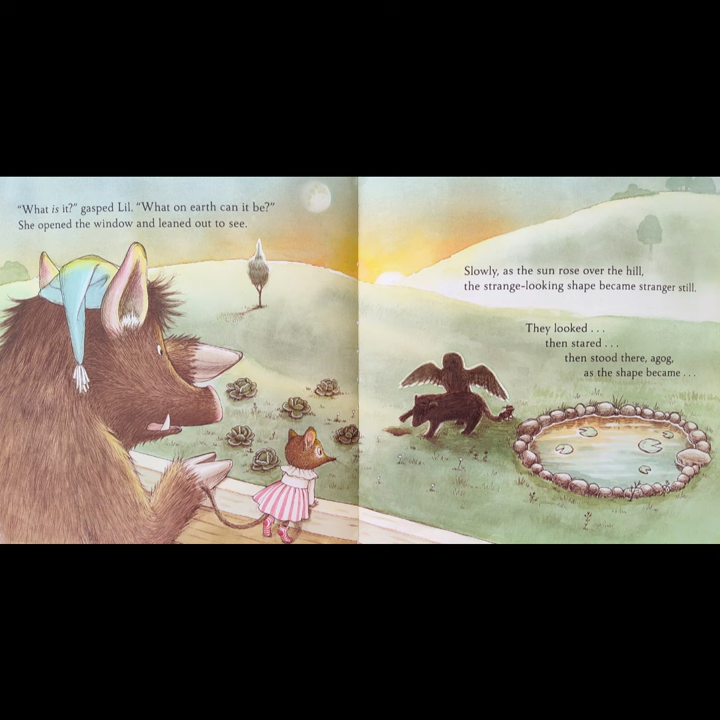 “What is it?” gasped Lil. “What on earth can it be?”
She opened the window and leaned out to see.
Slowly, as the sun rose over the hill,
the strange-looking shape became stranger still.
They looked . . .
then stared . . .
then stood there, agog,
as the shape became . . .